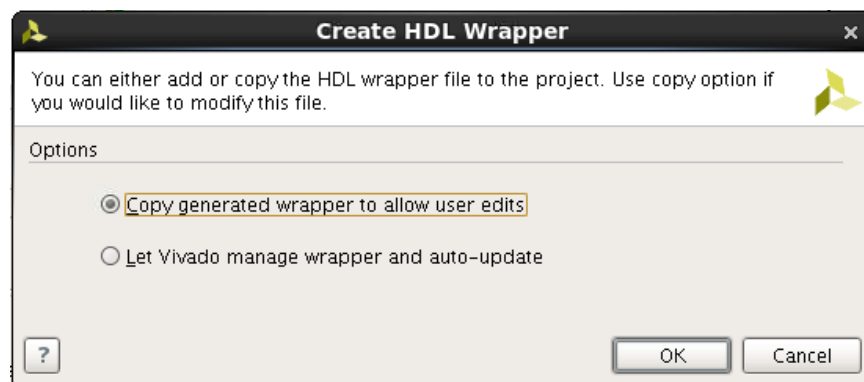 Create HDL Wrapper
You can either add or copy the HDL wrapper file to the project. Use copy option if
you would like to modify this file.
Options
Copy generated wrapper to allow user edits
Let Vivado manage wrapper and auto-update
?
OK
Cancel